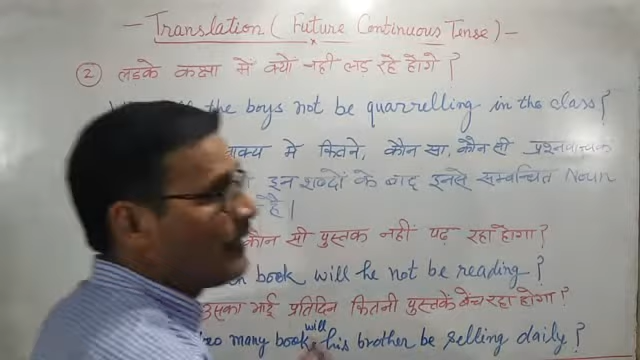 - Translation ( Future Continuous Tense) -
② लडके कक्षा में क्यों नही लड रहे होंगे ?
the boys not be quarrelling in the class?
वाक्य मे कितने, कौन सा, कौन सी प्रश्नवाचक
इन शब्दों के बाद इनसे सम्बन्धित Noun
है।
कौन सी पुस्तक नही पढ़ रहा होगा ?
book will he not be reading ?
उसका भाई प्रतिदिन कितनी पुस्तकें बेच रहा होगा ?
many book will his brother be selling daily ?